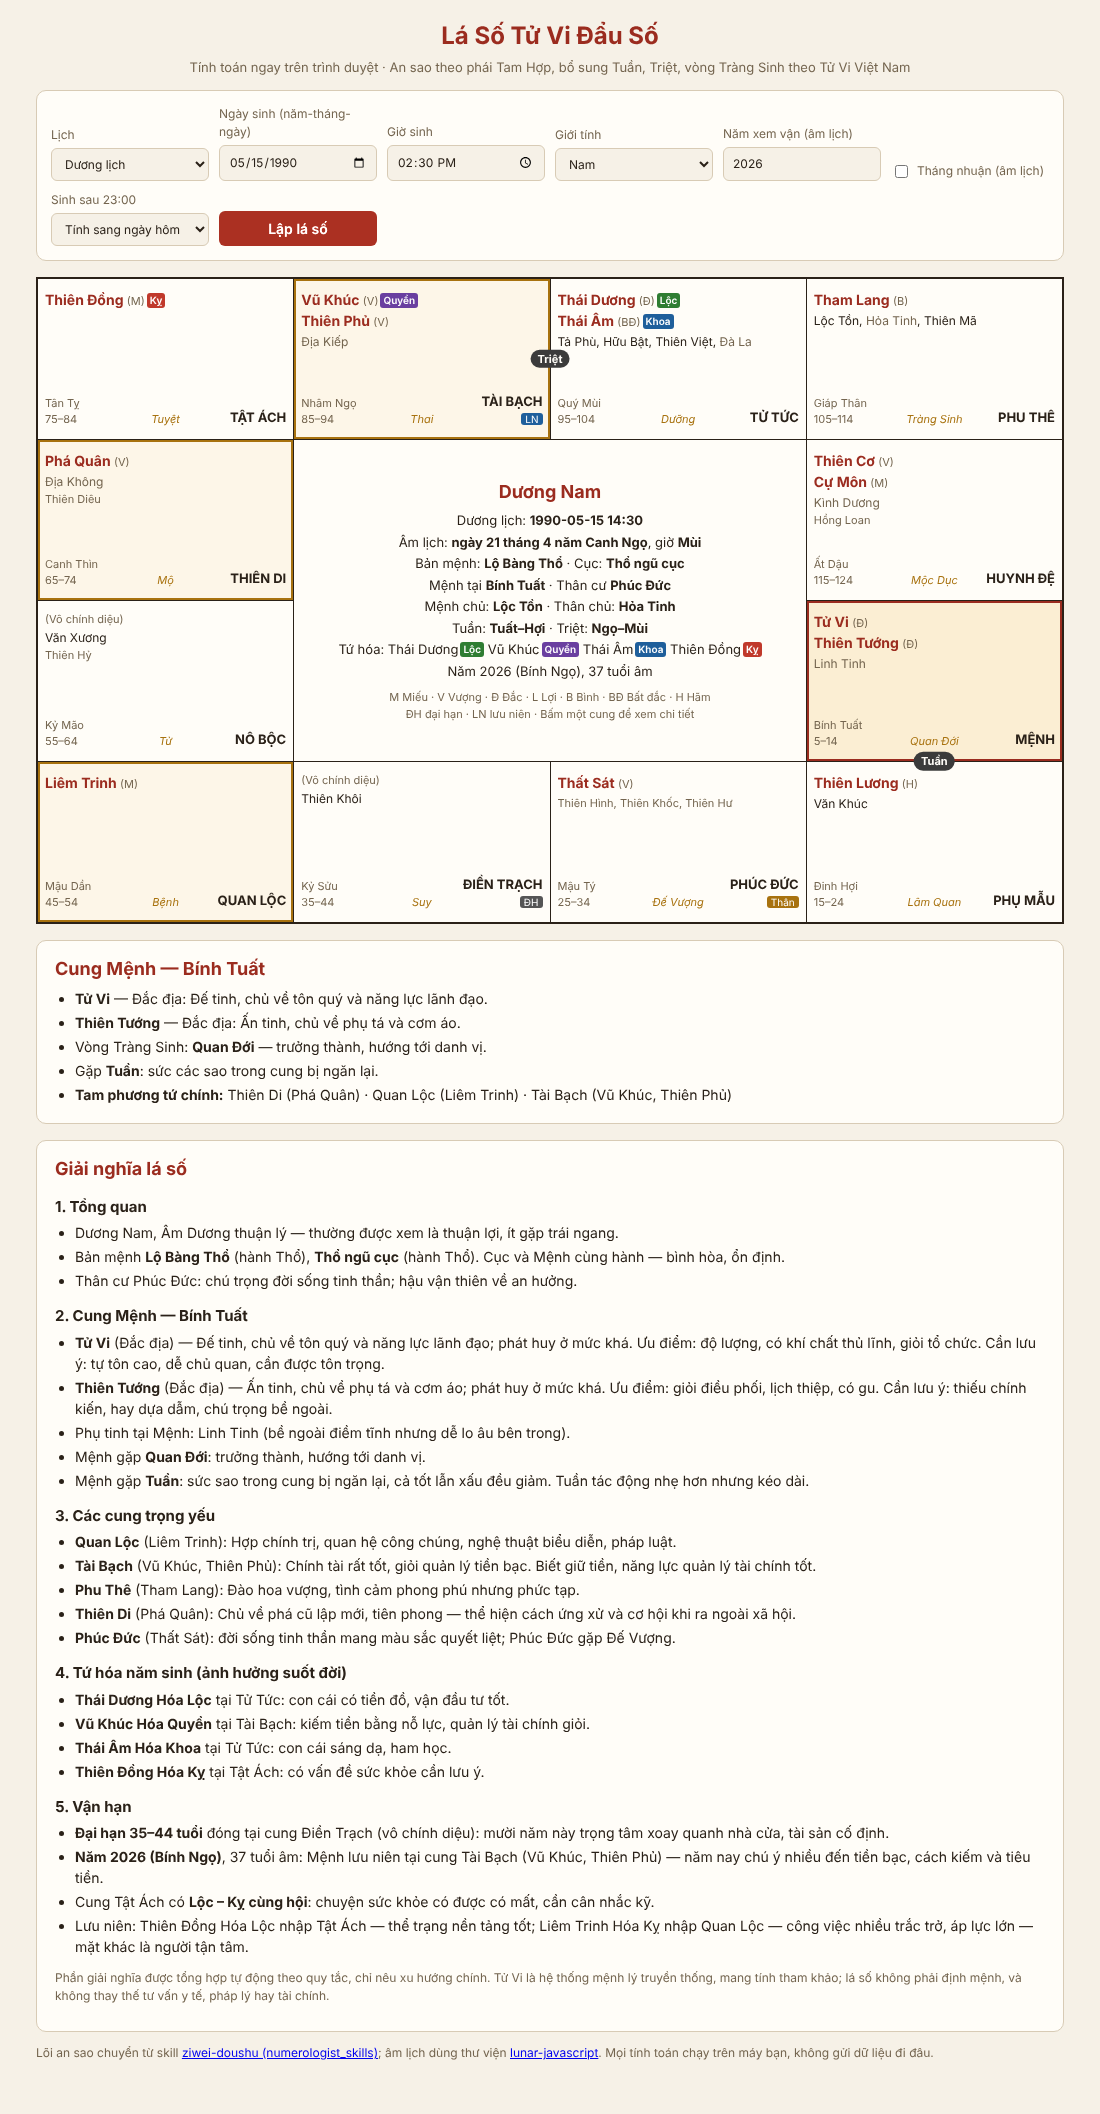 Lá Số Tử Vi Đẩu Số
Tính toán ngay trên trình duyệt · An sao theo phái Tam Hợp, bổ sung Tuần, Triệt, vòng Tràng Sinh theo Tử Vi Việt Nam
Lịch
Dương lịch
Ngày sinh (năm-tháng-
ngày)
05/15/1990
Giờ sinh
02:30 PM
Giới tính
Nam
Năm xem vận (âm lịch)
2026
Tháng nhuận (âm lịch)
Sinh sau 23:00
Tính sang ngày hôm
Lập lá số
Thiên Đồng (M) Kỵ
Tân Tỵ
75–84 Tuyệt TẬT ÁCH
Vũ Khúc (V) Quyền
Thiên Phủ (V)
Địa Kiếp
Nhâm Ngọ TÀI BẠCH
85–94 Thai LN
Triệt
Thái Dương (Đ) Lộc
Thái Âm (BĐ) Khoa
Tả Phù, Hữu Bật, Thiên Việt, Đà La
Quý Mùi
95–104 Dưỡng TỬ TỨC
Tham Lang (B)
Lộc Tồn, Hỏa Tinh, Thiên Mã
Giáp Thân
105–114 Tràng Sinh PHU THÊ
Phá Quân (V)
Địa Không
Thiên Diêu
Canh Thìn
65–74 Mộ THIÊN DI
Dương Nam
Dương lịch: 1990-05-15 14:30
Âm lịch: ngày 21 tháng 4 năm Canh Ngọ, giờ Mùi
Bản mệnh: Lộ Bàng Thổ · Cục: Thổ ngũ cục
Mệnh tại Bính Tuất · Thân cư Phúc Đức
Mệnh chủ: Lộc Tồn · Thân chủ: Hỏa Tinh
Tuần: Tuất–Hợi · Triệt: Ngọ–Mùi
Tứ hóa: Thái Dương Lộc Vũ Khúc Quyền Thái Âm Khoa Thiên Đồng Kỵ
Năm 2026 (Bính Ngọ), 37 tuổi âm
M Miếu · V Vượng · Đ Đắc · L Lợi · B Bình · BĐ Bất đắc · H Hãm
ĐH đại hạn · LN lưu niên · Bấm một cung để xem chi tiết
Thiên Cơ (V)
Cự Môn (M)
Kình Dương
Hồng Loan
Ất Dậu
115–124 Mộc Dục HUYNH ĐỆ
(Vô chính diệu)
Văn Xương
Thiên Hỷ
Kỷ Mão
55–64 Tử NÔ BỘC
Tử Vi (Đ)
Thiên Tướng (Đ)
Linh Tinh
Bính Tuất
5–14 Quan Đới MỆNH
Tuần
Liêm Trinh (M)
Mậu Dần
45–54 Bệnh QUAN LỘC
(Vô chính diệu)
Thiên Khôi
Kỷ Sửu ĐIỀN TRẠCH
35–44 Suy ĐH
Thất Sát (V)
Thiên Hình, Thiên Khốc, Thiên Hư
Mậu Tý PHÚC ĐỨC
25–34 Đế Vượng Thân
Thiên Lương (H)
Văn Khúc
Đinh Hợi
15–24 Lâm Quan PHỤ MẪU
Cung Mệnh — Bính Tuất
• Tử Vi — Đắc địa: Đế tinh, chủ về tôn quý và năng lực lãnh đạo.
• Thiên Tướng — Đắc địa: Ấn tinh, chủ về phụ tá và cơm áo.
• Vòng Tràng Sinh: Quan Đới — trưởng thành, hướng tới danh vị.
• Gặp Tuần: sức các sao trong cung bị ngăn lại.
• Tam phương tứ chính: Thiên Di (Phá Quân) · Quan Lộc (Liêm Trinh) · Tài Bạch (Vũ Khúc, Thiên Phủ)
Giải nghĩa lá số
1. Tổng quan
• Dương Nam, Âm Dương thuận lý — thường được xem là thuận lợi, ít gặp trái ngang.
• Bản mệnh Lộ Bàng Thổ (hành Thổ), Thổ ngũ cục (hành Thổ). Cục và Mệnh cùng hành — bình hòa, ổn định.
• Thân cư Phúc Đức: chú trọng đời sống tinh thần; hậu vận thiên về an hưởng.
2. Cung Mệnh — Bính Tuất
• Tử Vi (Đắc địa) — Đế tinh, chủ về tôn quý và năng lực lãnh đạo; phát huy ở mức khá. Ưu điểm: độ lượng, có khí chất thủ lĩnh, giỏi tổ chức. Cần lưu
ý: tự tôn cao, dễ chủ quan, cần được tôn trọng.
• Thiên Tướng (Đắc địa) — Ấn tinh, chủ về phụ tá và cơm áo; phát huy ở mức khá. Ưu điểm: giỏi điều phối, lịch thiệp, có gu. Cần lưu ý: thiếu chính
kiến, hay dựa dẫm, chú trọng bề ngoài.
• Phụ tinh tại Mệnh: Linh Tinh (bề ngoài điềm tĩnh nhưng dễ lo âu bên trong).
• Mệnh gặp Quan Đới: trưởng thành, hướng tới danh vị.
• Mệnh gặp Tuần: sức sao trong cung bị ngăn lại, cả tốt lẫn xấu đều giảm. Tuần tác động nhẹ hơn nhưng kéo dài.
3. Các cung trọng yếu
• Quan Lộc (Liêm Trinh): Hợp chính trị, quan hệ công chúng, nghệ thuật biểu diễn, pháp luật.
• Tài Bạch (Vũ Khúc, Thiên Phủ): Chính tài rất tốt, giỏi quản lý tiền bạc. Biết giữ tiền, năng lực quản lý tài chính tốt.
• Phu Thê (Tham Lang): Đào hoa vượng, tình cảm phong phú nhưng phức tạp.
• Thiên Di (Phá Quân): Chủ về phá cũ lập mới, tiên phong — thể hiện cách ứng xử và cơ hội khi ra ngoài xã hội.
• Phúc Đức (Thất Sát): đời sống tinh thần mang màu sắc quyết liệt; Phúc Đức gặp Đế Vượng.
4. Tứ hóa năm sinh (ảnh hưởng suốt đời)
• Thái Dương Hóa Lộc tại Tử Tức: con cái có tiền đồ, vận đầu tư tốt.
• Vũ Khúc Hóa Quyền tại Tài Bạch: kiếm tiền bằng nỗ lực, quản lý tài chính giỏi.
• Thái Âm Hóa Khoa tại Tử Tức: con cái sáng dạ, ham học.
• Thiên Đồng Hóa Kỵ tại Tật Ách: có vấn đề sức khỏe cần lưu ý.
5. Vận hạn
• Đại hạn 35–44 tuổi đóng tại cung Điền Trạch (vô chính diệu): mười năm này trọng tâm xoay quanh nhà cửa, tài sản cố định.
• Năm 2026 (Bính Ngọ), 37 tuổi âm: Mệnh lưu niên tại cung Tài Bạch (Vũ Khúc, Thiên Phủ) — năm nay chú ý nhiều đến tiền bạc, cách kiếm và tiêu
tiền.
• Cung Tật Ách có Lộc – Kỵ cùng hội: chuyện sức khỏe có được có mất, cần cân nhắc kỹ.
• Lưu niên: Thiên Đồng Hóa Lộc nhập Tật Ách — thể trạng nền tảng tốt; Liêm Trinh Hóa Kỵ nhập Quan Lộc — công việc nhiều trắc trở, áp lực lớn —
mặt khác là người tận tâm.
Phần giải nghĩa được tổng hợp tự động theo quy tắc, chỉ nêu xu hướng chính. Tử Vi là hệ thống mệnh lý truyền thống, mang tính tham khảo; lá số không phải định mệnh, và
không thay thế tư vấn y tế, pháp lý hay tài chính.
Lõi an sao chuyển từ skill ziwei-doushu (numerologist_skills); âm lịch dùng thư viện lunar-javascript. Mọi tính toán chạy trên máy bạn, không gửi dữ liệu đi đâu.